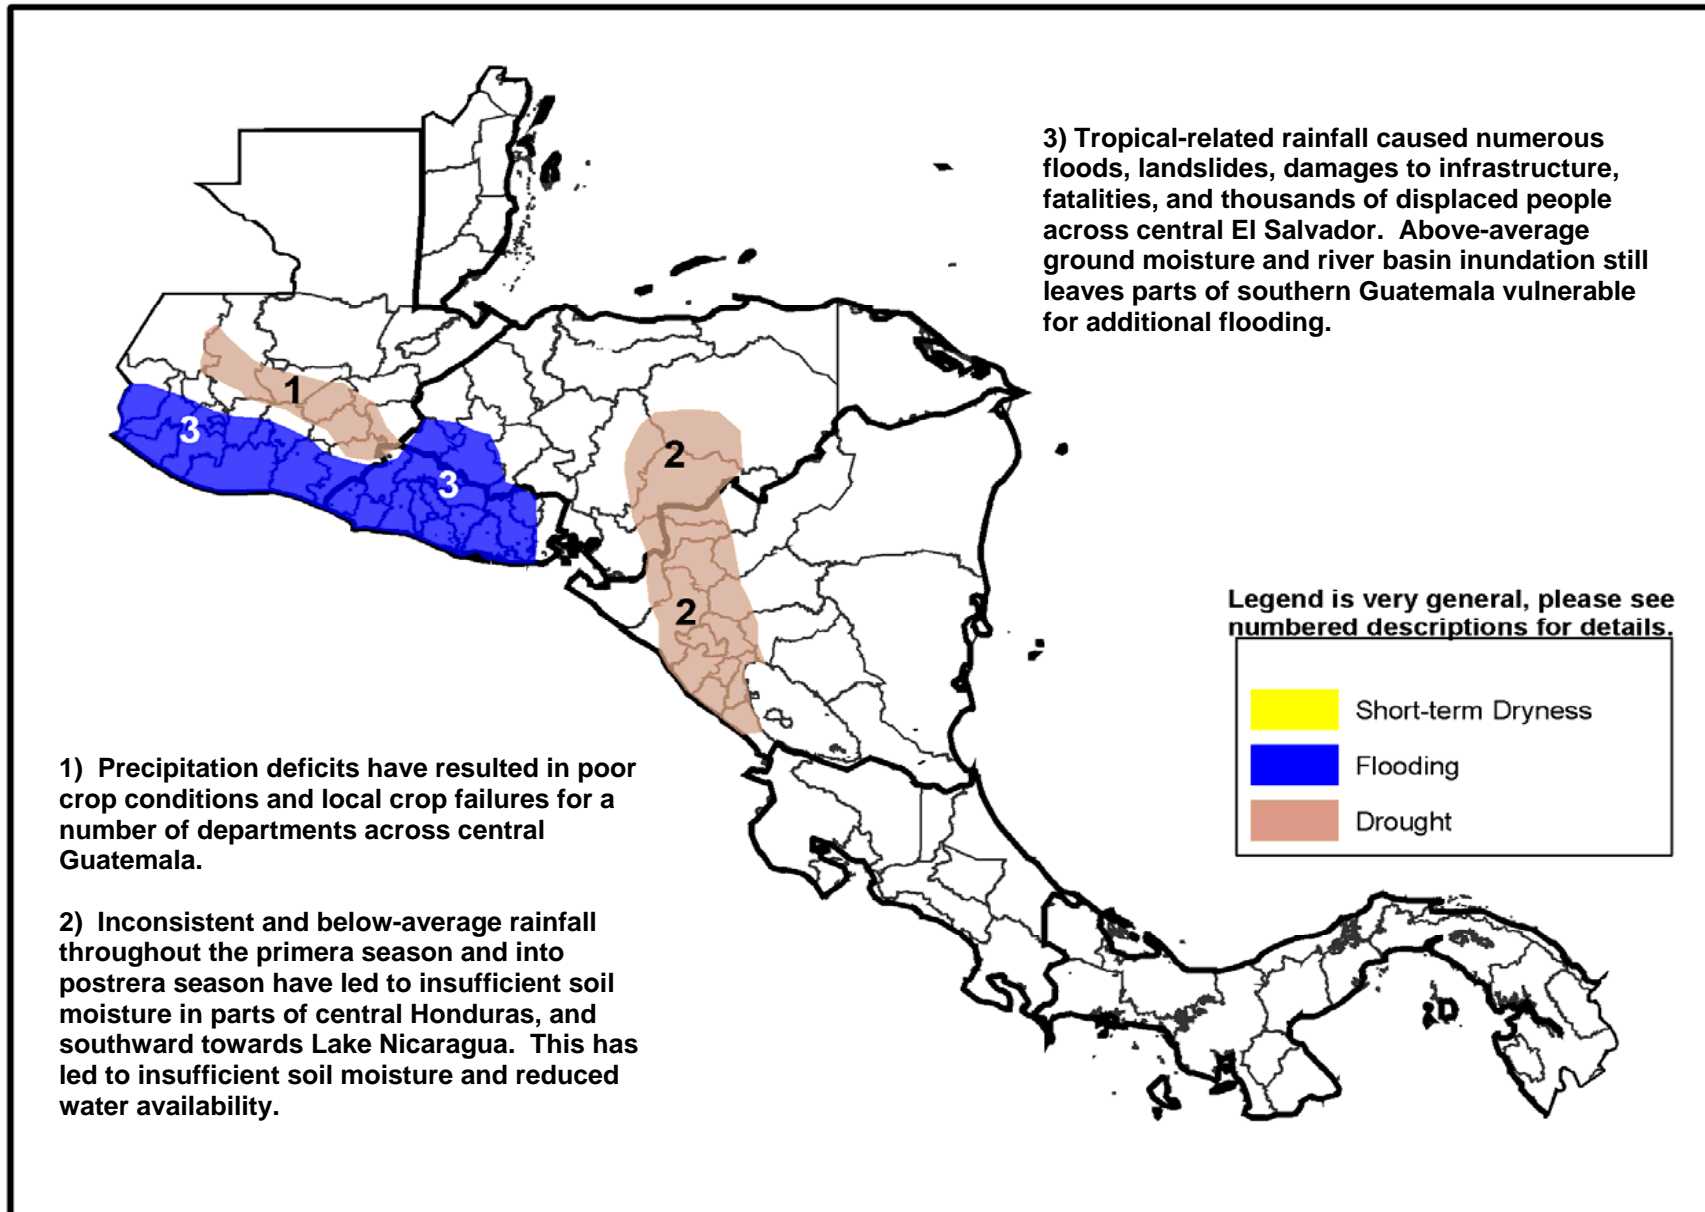 3) Tropical-related rainfall caused numerous
floods, landslides, damages to infrastructure,
fatalities, and thousands of displaced people
across central El Salvador.  Above-average
ground moisture and river basin inundation still
leaves parts of southern Guatemala vulnerable
for additional flooding.
1
3
2
3
2
Legend is very general, please see
numbered descriptions for details.
Short-term Dryness
Flooding
Drought
1)  Precipitation deficits have resulted in poor
crop conditions and local crop failures for a
number of departments across central
Guatemala.
2)  Inconsistent and below-average rainfall
throughout the primera season and into
postrera season have led to insufficient soil
moisture in parts of central Honduras, and
southward towards Lake Nicaragua.  This has
led to insufficient soil moisture and reduced
water availability.